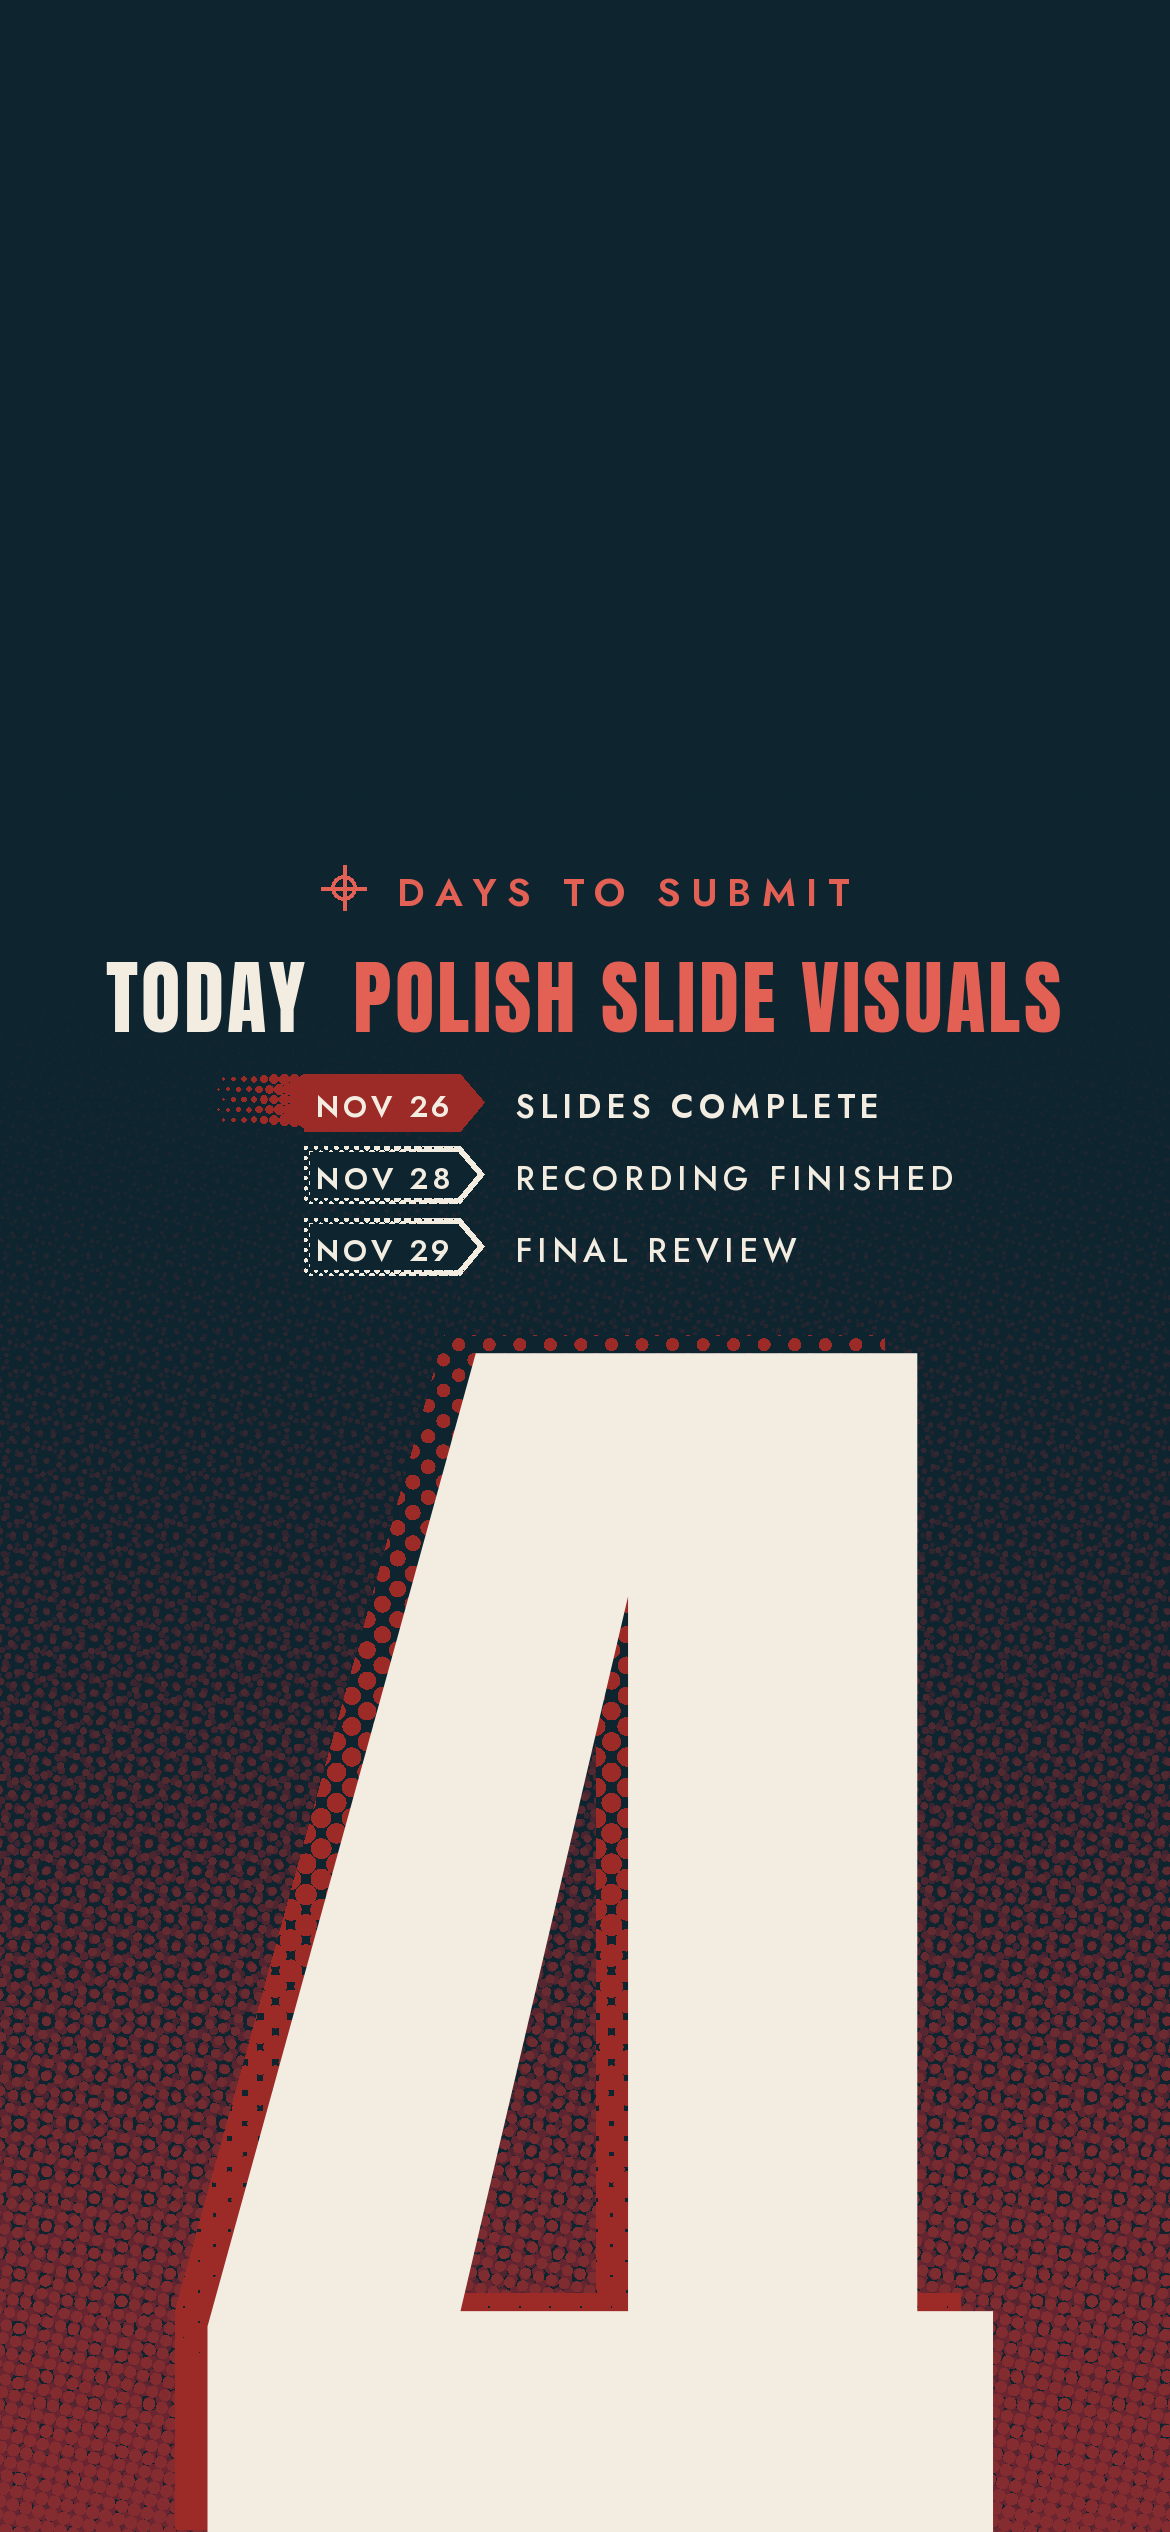 DAYS TO SUBMIT
TODAY POLISH SLIDE VISUALS
NOV 26 SLIDES COMPLETE
NOV 28 RECORDING FINISHED
NOV 29 FINAL REVIEW
4